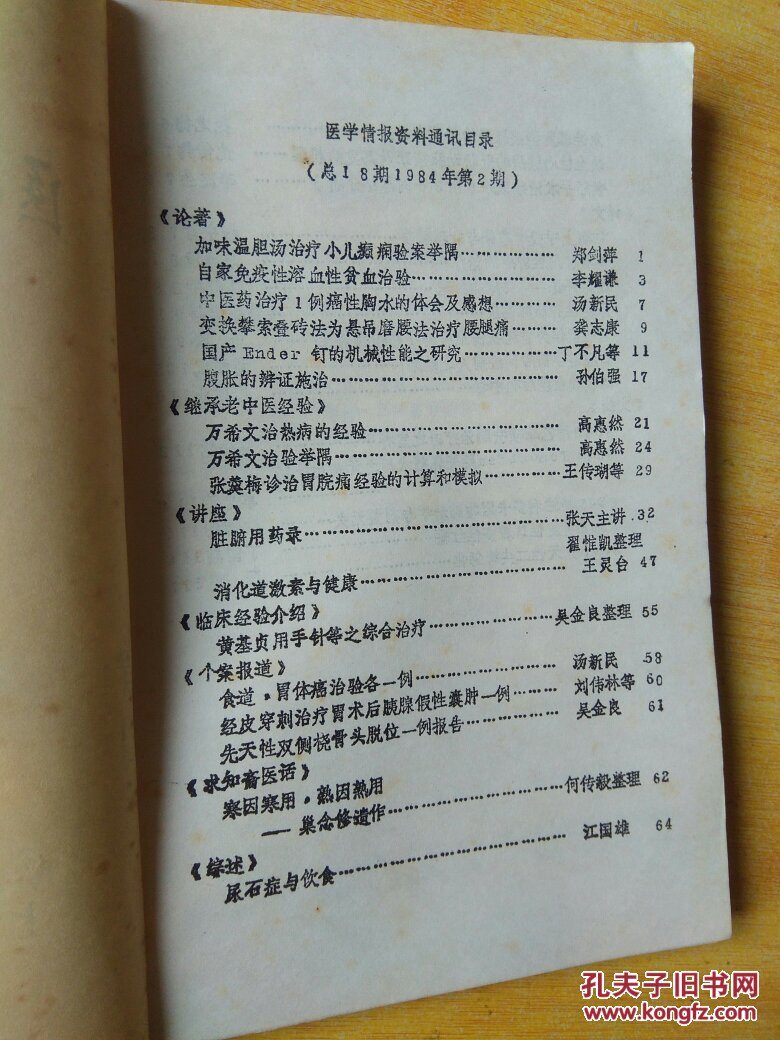 医学情报资料通讯目录
(总18期1984年第2期)
《论著》
加味温胆汤治疗小儿癫痫验案举隅……………郑剑萍 1
自家免疫性溶血性贫血治验……………………李耀谦 3
中医药治疗1例癌性胸水的体会及感想………汤新民 7
变换攀索叠砖法为悬吊磨腰法治疗腰腿痛……龚志康 9
国产Ender 钉的机械性能之研究………………丁不凡等 11
腹胀的辨证施治…………………………………孙伯强 17
《继承老中医经验》
万希文治热病的经验……………………………高惠然 21
万希文治验举隅…………………………………高惠然 24
张羹梅诊治胃脘痛经验的计算和模拟…………王传瑚等 29
《讲座》
脏腑用药录………………………………………张天主讲.32
翟惟凯整理
消化道激素与健康………………………………王灵台 47
《临床经验介绍》
黄基贞用手针等之综合治疗……………………吴金良整理 55
《个案报道》
食道．胃体癌治验各一例………………………汤新民 58
经皮穿刺治疗胃术后胰腺假性囊肿一例………刘伟林等 60
先天性双侧桡骨头脱位一例报告………………吴金良 61
《求知斋医话》
寒因寒用．热因热用
——巢念修遗作…………………………………何传毅整理 62
《综述》
尿石症与饮食……………………………………江国雄 64
孔夫子旧书网
www.kongfz.com